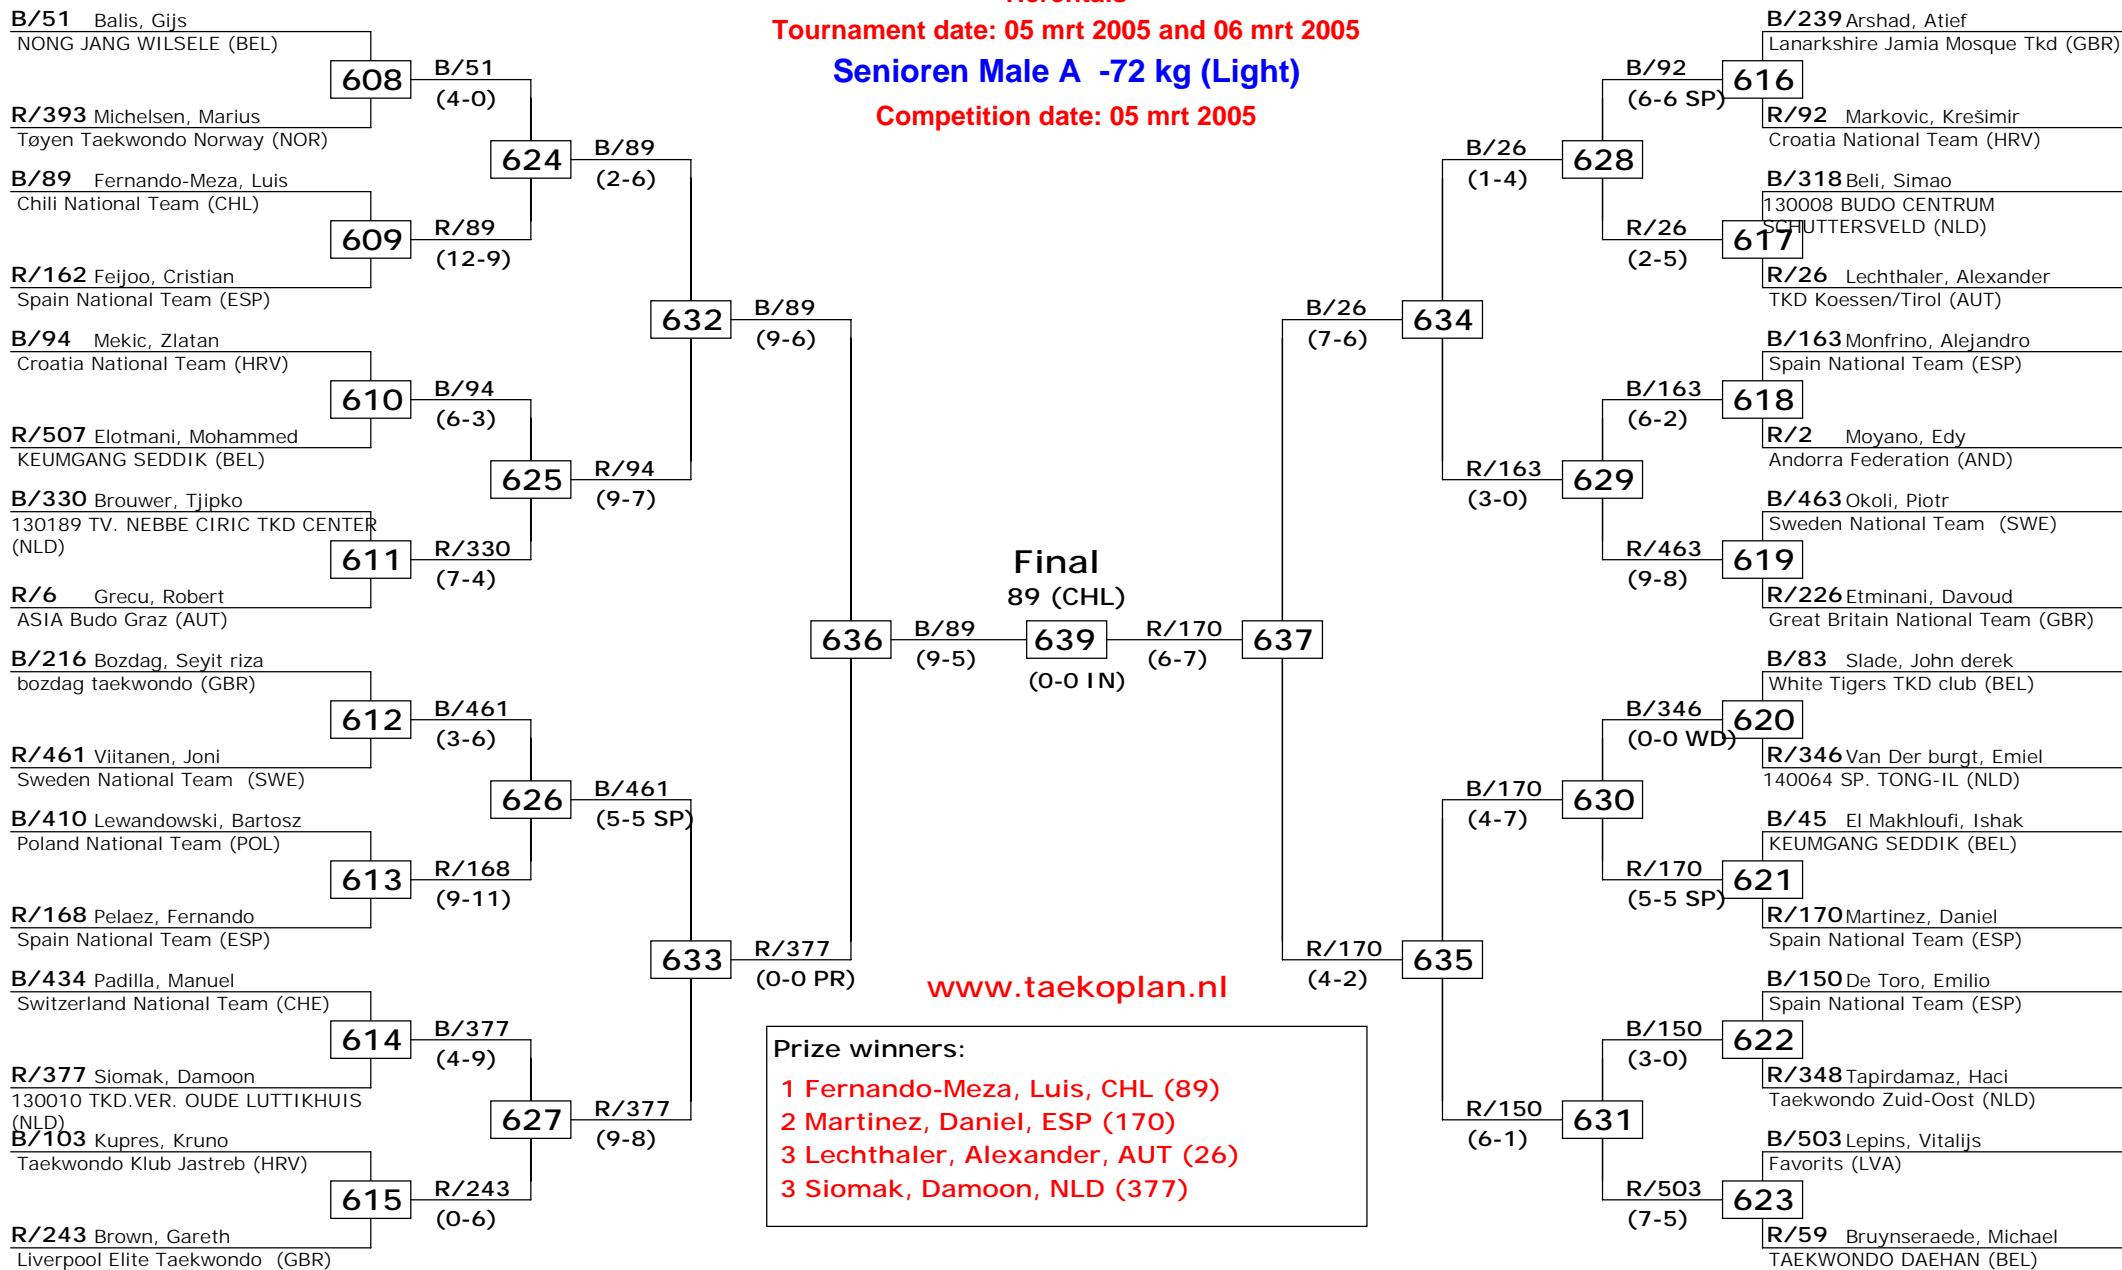 Herentals
Tournament date: 05 mrt 2005 and 06 mrt 2005
Senioren Male A -72 kg (Light)
Competition date: 05 mrt 2005
B/51 Balis, Gijs
NONG JANG WILSELE (BEL)
608
R/393 Michelsen, Marius
Tøyen Taekwondo Norway (NOR)
B/89 Fernando-Meza, Luis
Chili National Team (CHL)
609
R/162 Feijoo, Cristian
Spain National Team (ESP)
B/94 Mekic, Zlatan
Croatia National Team (HRV)
610
R/507 Elotmani, Mohammed
KEUMGANG SEDDIK (BEL)
B/330 Brouwer, Tjipko
130189 TV. NEBBE CIRIC TKD CENTER
(NLD)
611
R/6 Grecu, Robert
ASIA Budo Graz (AUT)
B/216 Bozdag, Seyit riza
bozdag taekwondo (GBR)
612
R/461 Viitanen, Joni
Sweden National Team (SWE)
B/410 Lewandowski, Bartosz
Poland National Team (POL)
613
R/168 Pelaez, Fernando
Spain National Team (ESP)
B/434 Padilla, Manuel
Switzerland National Team (CHE)
614
R/377 Siomak, Damoon
130010 TKD.VER. OUDE LUTTIKHUIS
(NLD)
B/103 Kupres, Kruno
Taekwondo Klub Jastreb (HRV)
615
R/243 Brown, Gareth
Liverpool Elite Taekwondo (GBR)
B/51
(4-0)
624
R/89
(12-9)
B/94
(6-3)
625
R/330
(7-4)
B/461
(3-6)
626
R/168
(9-11)
B/377
(4-9)
627
R/243
(0-6)
B/89
(2-6)
632
R/94
(9-7)
B/461
(5-5 SP)
633
R/377
(9-8)
B/89
(9-6)
636
R/377
(0-0 PR)
B/89
(9-5)
Final
89 (CHL)
639
(0-0 IN)
R/170
(6-7)
B/26
(7-6)
637
R/170
(4-2)
B/26
(1-4)
634
R/163
(3-0)
B/170
(4-7)
635
R/150
(6-1)
B/92
(6-6 SP)
628
R/26
(2-5)
B/163
(6-2)
629
R/463
(9-8)
B/346
(0-0 WD)
630
R/170
(5-5 SP)
B/150
(3-0)
631
R/503
(7-5)
B/239 Arshad, Atief
Lanarkshire Jamia Mosque Tkd (GBR)
616
R/92 Markovic, Krešimir
Croatia National Team (HRV)
B/318 Beli, Simao
130008 BUDO CENTRUM
SCHUTTERSVELD (NLD)
617
R/26 Lechthaler, Alexander
TKD Koessen/Tirol (AUT)
B/163 Monfrino, Alejandro
Spain National Team (ESP)
618
R/2 Moyano, Edy
Andorra Federation (AND)
B/463 Okoli, Piotr
Sweden National Team (SWE)
619
R/226 Etminani, Davoud
Great Britain National Team (GBR)
B/83 Slade, John derek
White Tigers TKD club (BEL)
620
R/346 Van Der burgt, Emiel
140064 SP. TONG-IL (NLD)
B/45 El Makhloufi, Ishak
KEUMGANG SEDDIK (BEL)
621
R/170 Martinez, Daniel
Spain National Team (ESP)
B/150 De Toro, Emilio
Spain National Team (ESP)
622
R/348 Tapirdamaz, Haci
Taekwondo Zuid-Oost (NLD)
B/503 Lepins, Vitalijs
Favorits (LVA)
623
R/59 Bruynseraede, Michael
TAEKWONDO DAEHAN (BEL)
www.taekoplan.nl
Prize winners:
1 Fernando-Meza, Luis, CHL (89)
2 Martinez, Daniel, ESP (170)
3 Lechthaler, Alexander, AUT (26)
3 Siomak, Damoon, NLD (377)